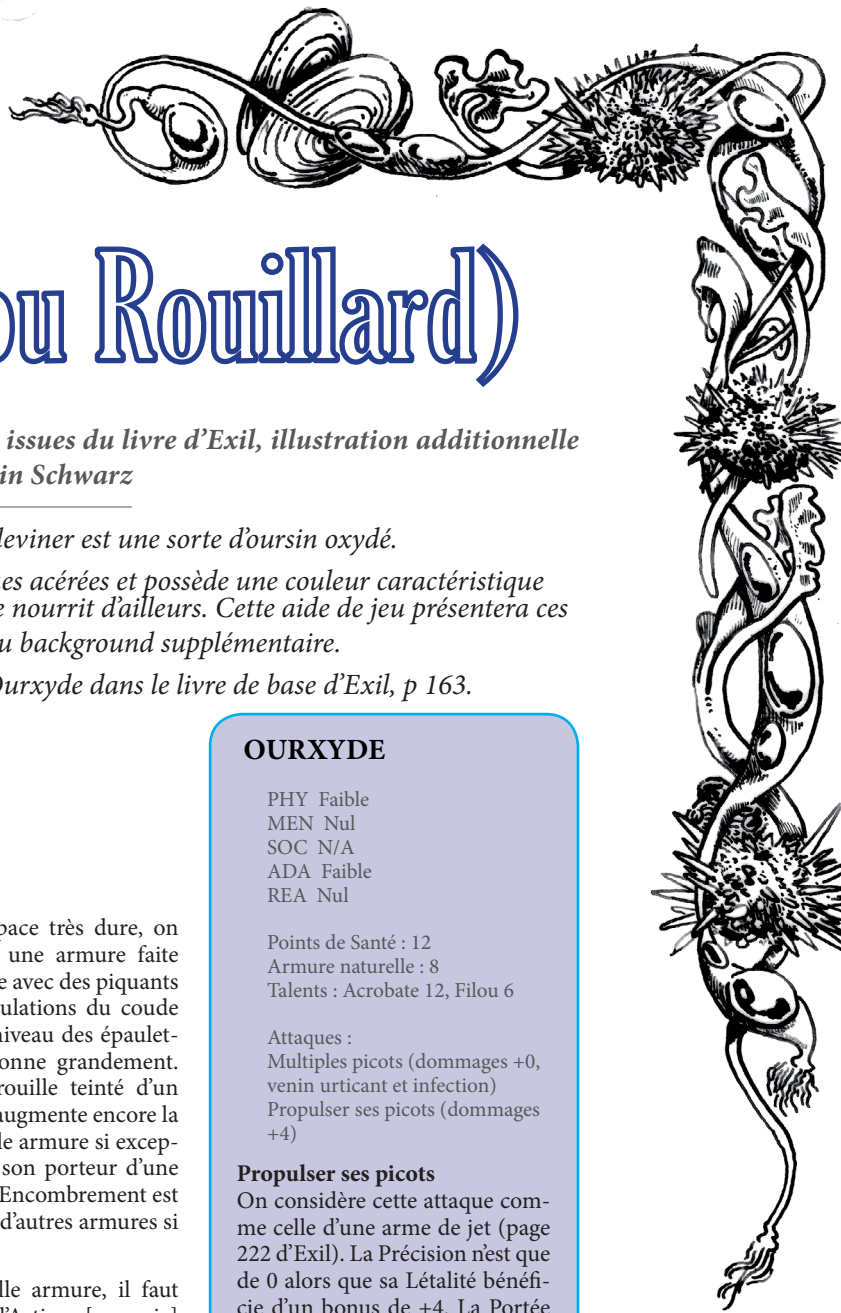 ou Rouillard)
issues du livre d'Exil, illustration additionnelle
in Schwarz
deviner est une sorte d'oursin oxydé.
es acérées et possède une couleur caractéristique
e nourrit d'ailleurs. Cette aide de jeu présentera ces
u background supplémentaire.
Ourxyde dans le livre de base d'Exil, p 163.
pace très dure, on
une armure faite
e avec des piquants
ulations du coude
niveau des épaulet-
onne grandement.
rouille teinté d'un
augmente encore la
le armure si excep-
son porteur d'une
Encombrement est
d'autres armures si
lle armure, il faut
OURXYDE
PHY Faible
MEN Nul
SOC N/A
ADA Faible
REA Nul
Points de Santé : 12
Armure naturelle : 8
Talents : Acrobate 12, Filou 6
Attaques :
Multiples picots (dommages +0,
venin urticant et infection)
Propulser ses picots (dommages
+4)
Propulser ses picots
On considère cette attaque com-
me celle d'une arme de jet (page
222 d'Exil). La Précision n'est que
de 0 alors que sa Létalité bénéfi-
cie d'un bonus de +4. La Portée